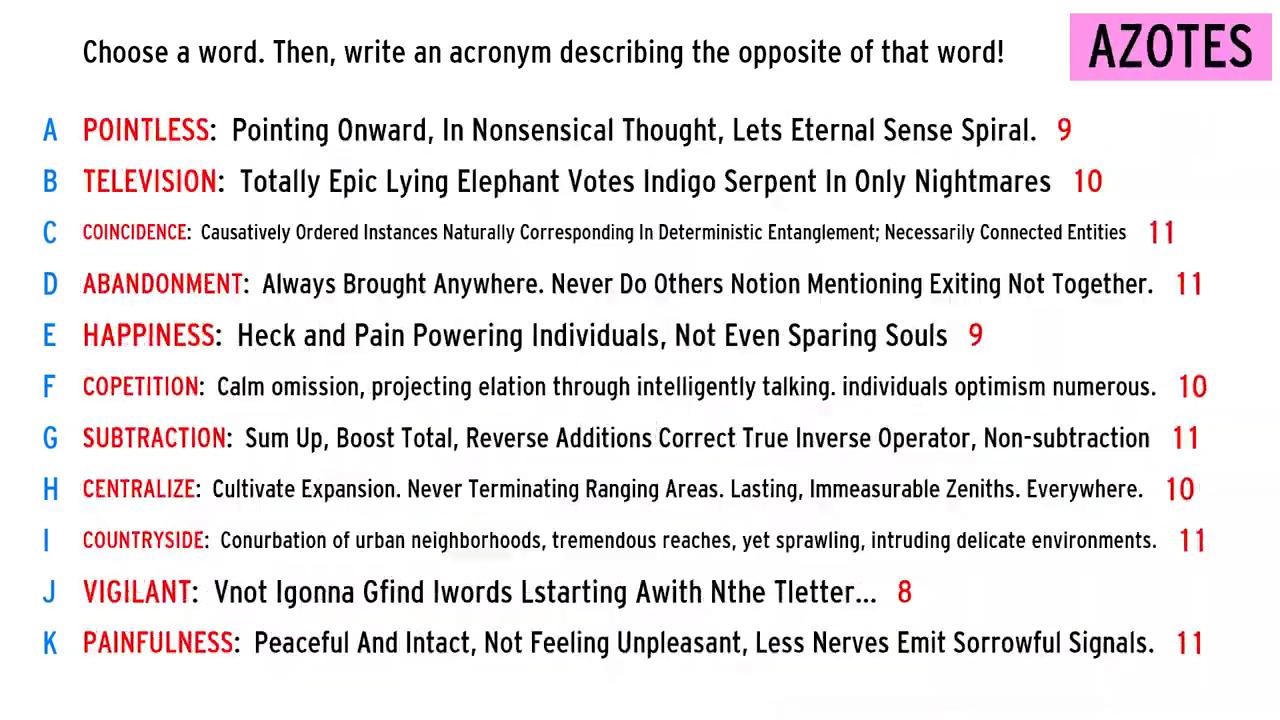 Choose a word. Then, write an acronym describing the opposite of that word!
AZOTES
A POINTLESS: Pointing Onward, In Nonsensical Thought, Lets Eternal Sense Spiral. 9
B TELEVISION: Totally Epic Lying Elephant Votes Indigo Serpent In Only Nightmares 10
C COINCIDENCE: Causatively Ordered Instances Naturally Corresponding In Deterministic Entanglement; Necessarily Connected Entities 11
D ABANDONMENT: Always Brought Anywhere. Never Do Others Notion Mentioning Exiting Not Together. 11
E HAPPINESS: Heck and Pain Powering Individuals, Not Even Sparing Souls 9
F COPETITION: Calm omission, projecting elation through intelligently talking. individuals optimism numerous. 10
G SUBTRACTION: Sum Up, Boost Total, Reverse Additions Correct True Inverse Operator, Non-subtraction 11
H CENTRALIZE: Cultivate Expansion. Never Terminating Ranging Areas. Lasting, Immeasurable Zeniths. Everywhere. 10
I COUNTRYSIDE: Conurbation of urban neighborhoods, tremendous reaches, yet sprawling, intruding delicate environments. 11
J VIGILANT: Vnot Igonna Gfind Iwords Lstarting Awith Nthe Tletter... 8
K PAINFULNESS: Peaceful And Intact, Not Feeling Unpleasant, Less Nerves Emit Sorrowful Signals. 11